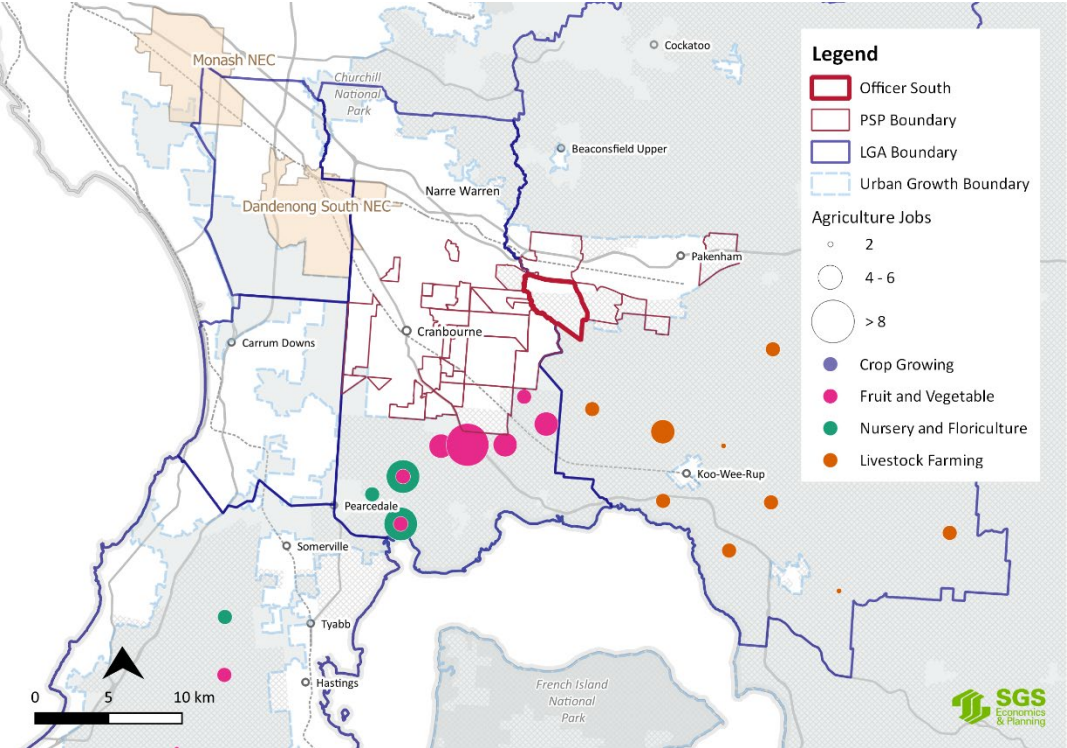 Monash NEC
Churchill
National
Park
Cockatoo
Beaconsfield Upper
Narre Warren
Dandenong South NEC
Pakenham
Cranbourne
Carrum Downs
Koo-Wee-Rup
Pearcedale
Somerville
Tyabb
Hastings
French Island
National
Park
0
5
10 km
Legend
Officer South
PSP Boundary
LGA Boundary
Urban Growth Boundary
Agriculture Jobs
2
4 - 6
> 8
Crop Growing
Fruit and Vegetable
Nursery and Floriculture
Livestock Farming
SGS
Economics
& Planning